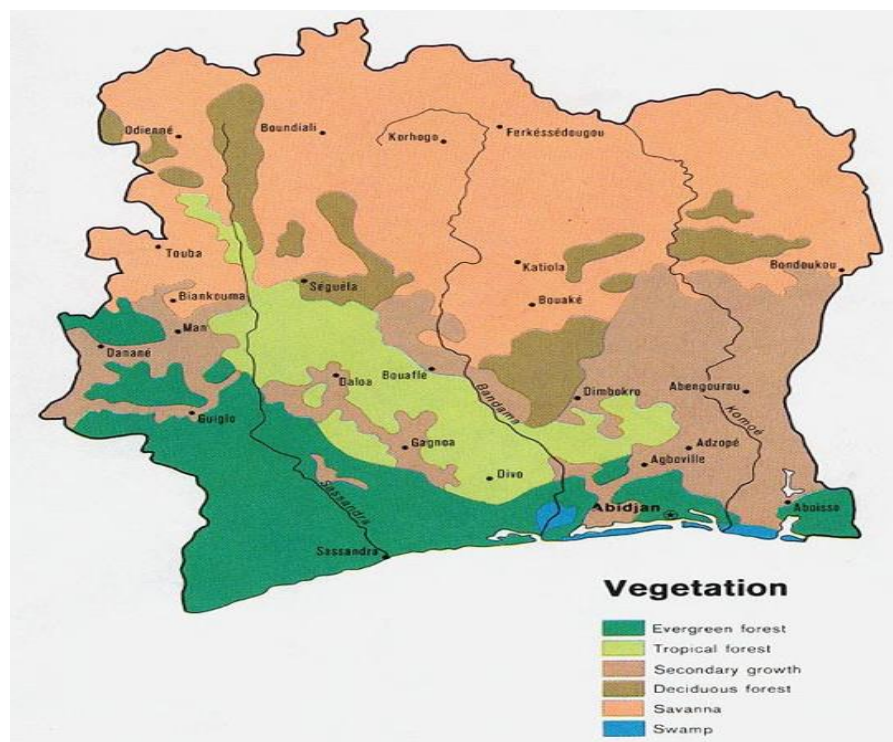 Odienné
Boundiali
Korhogo
Ferkéssédougou
Touba
Katiola
Bondoukou
Séguéla
Biankouma
Bouaké
Man
Danané
Bouaflé
Daloa
Dimbokro
Abengourou
Bandama
Komoé
Guiglo
Gagnoa
Adzopé
Agboville
Divo
Sassandra
Abidjan
Aboisso
Sassandra
Vegetation
Evergreen forest
Tropical forest
Secondary growth
Deciduous forest
Savanna
Swamp